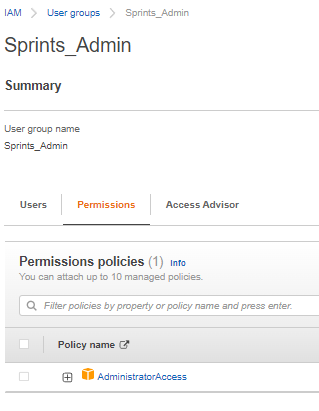 IAM > User groups > Sprints_Admin
Sprints_Admin
Summary
User group name
Sprints_Admin
Users Permissions Access Advisor
Permissions policies (1) Info
You can attach up to 10 managed policies.
Filter policies by property or policy name and press enter.
Policy name
AdministratorAccess